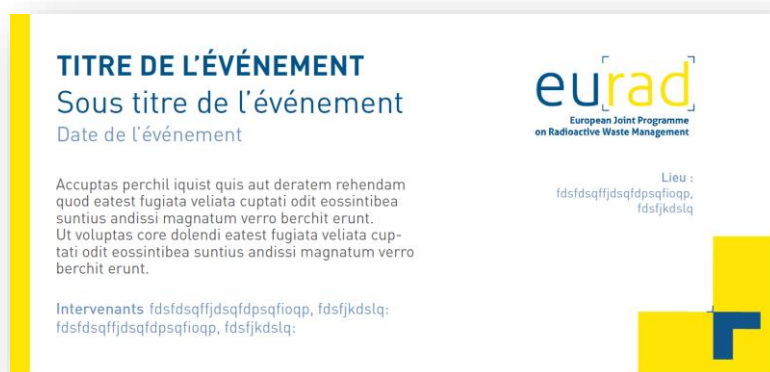 TITRE DE L'ÉVÉNEMENT
Sous titre de l'événement
Date de l'événement
Accuptas perchil iquist quis aut deratem rehendam
quod eatest fugiata veliata cuptati odit eossintibea
suntius andissi magnatum verro berchit erunt.
Ut voluptas core dolendi eatest fugiata veliata cup-
tati odit eossintibea suntius andissi magnatum verro
berchit erunt.
Intervenants fdsfdsqffjdsqfdpsqfioqp, fdsfjkdslq:
fdsfdsqffjdsqfdpsqfioqp, fdsfjkdslq:
eurad
European Joint Programme
on Radioactive Waste Management
Lieu :
fdsfdsqffjdsqfdpsqfioqp,
fdsfjkdslq